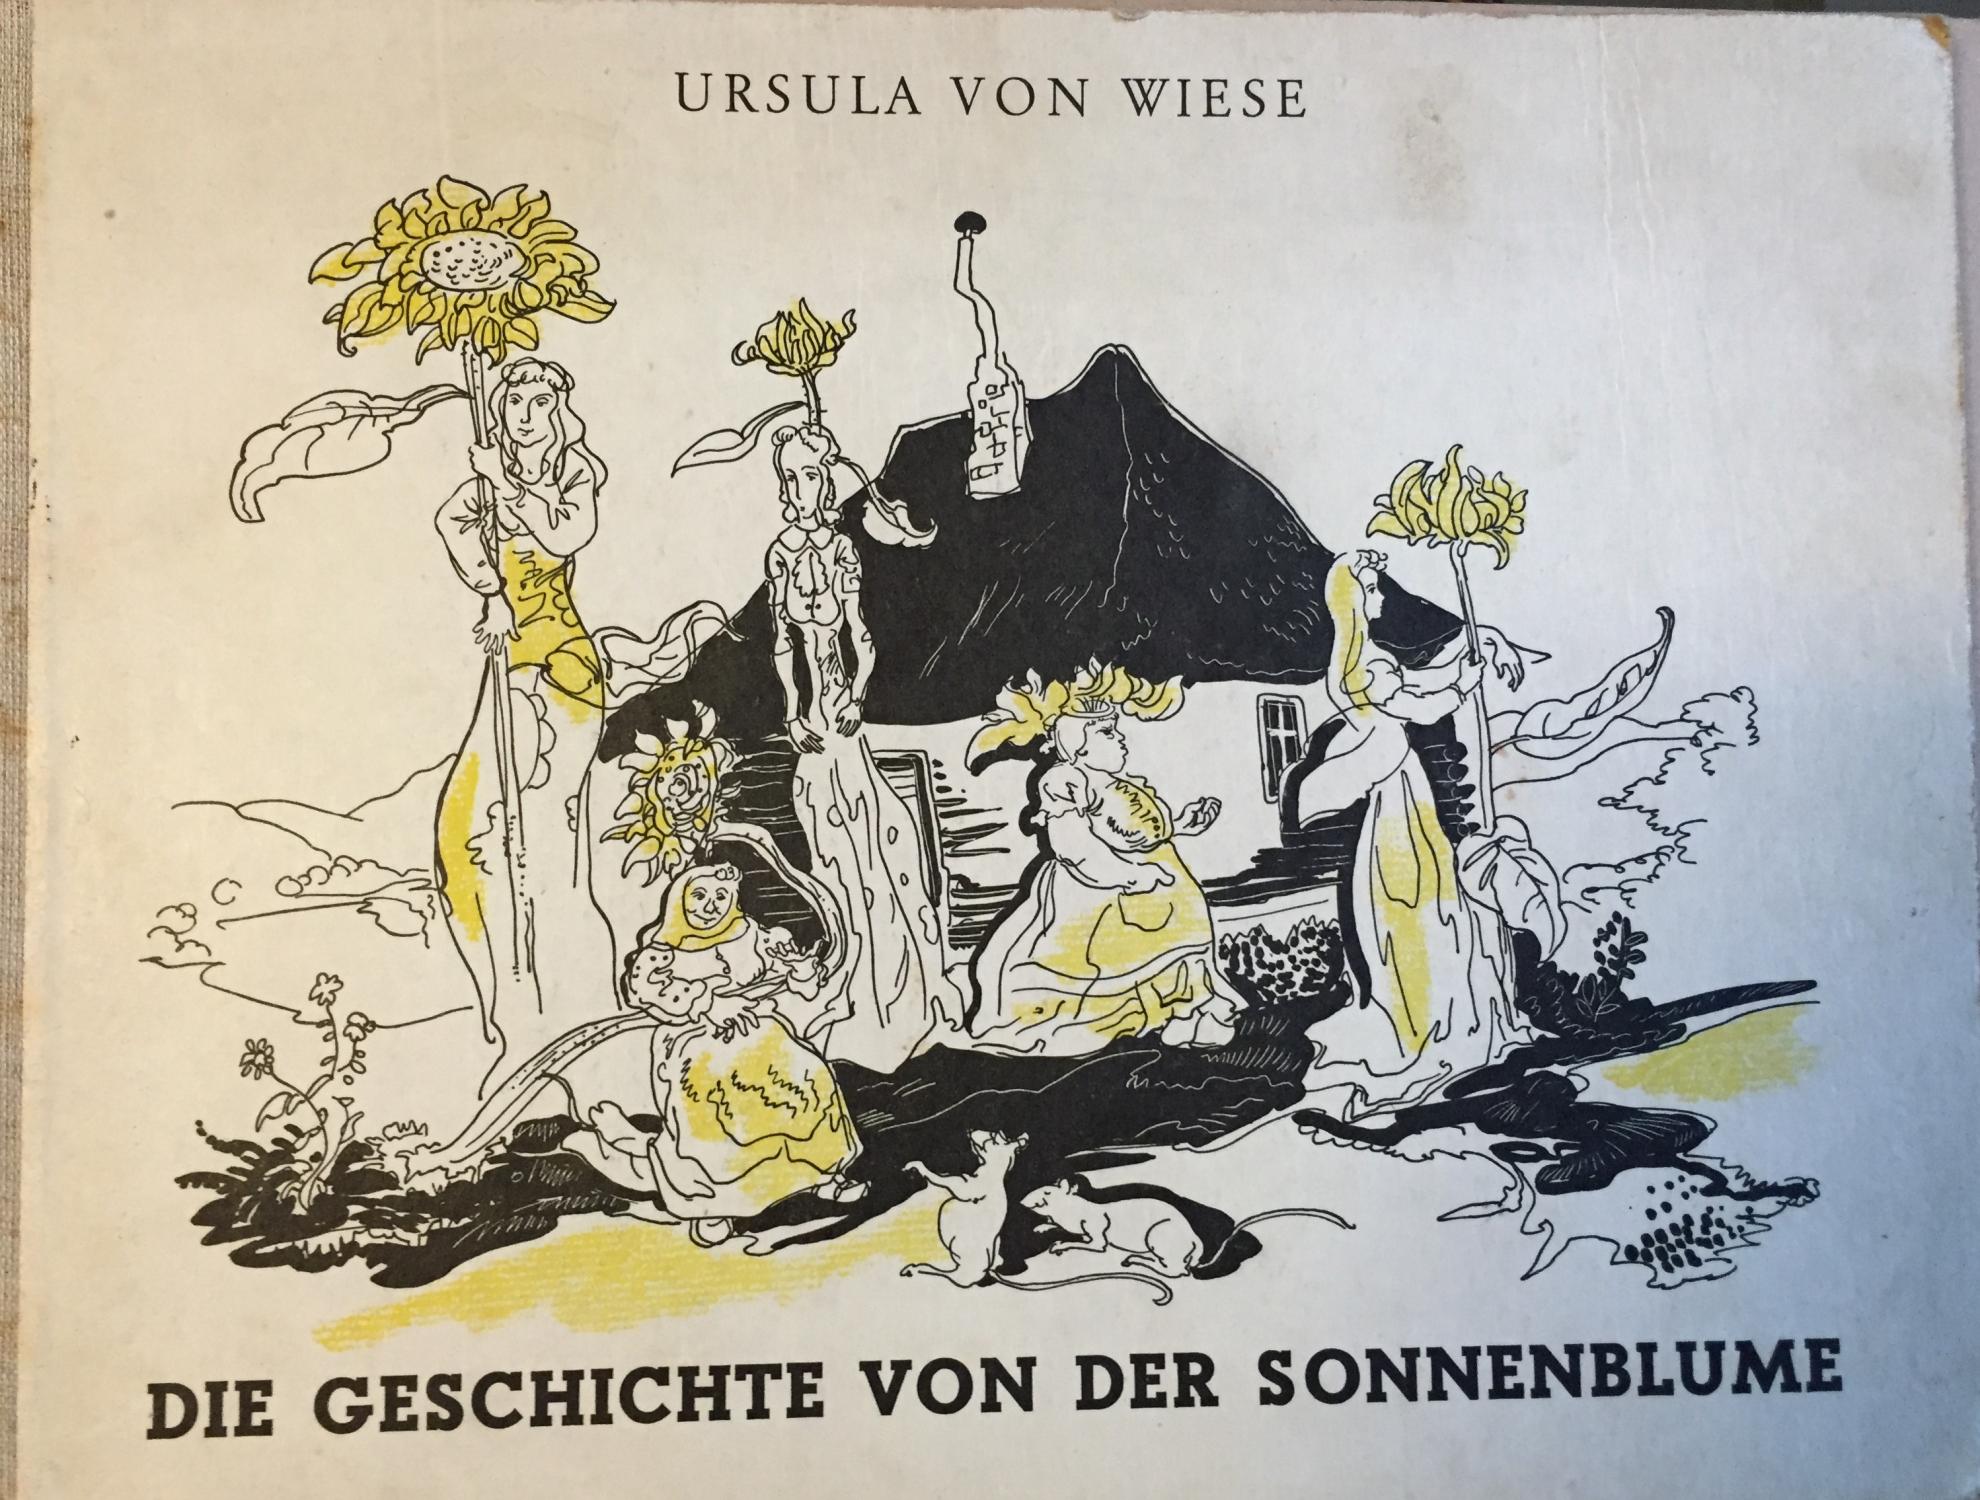 URSULA VON WIESE
DIE GESCHICHTE VON DER SONNENBLUME